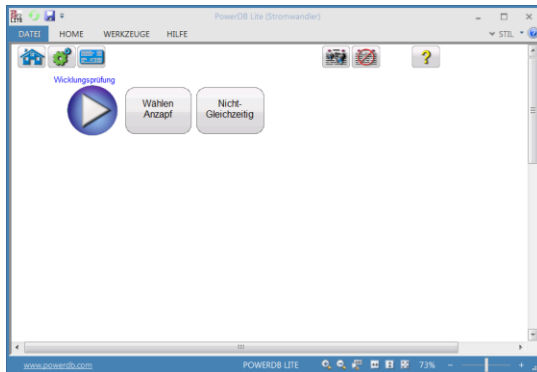 PowerDB Lite (Stromwandler)
DATEI HOME WERKZEUGE HILFE STIL
?
Wicklungsprüfung
Wählen
Anzapf
Nicht-
Gleichzeitig
www.powerdb.com POWERDB LITE 73%